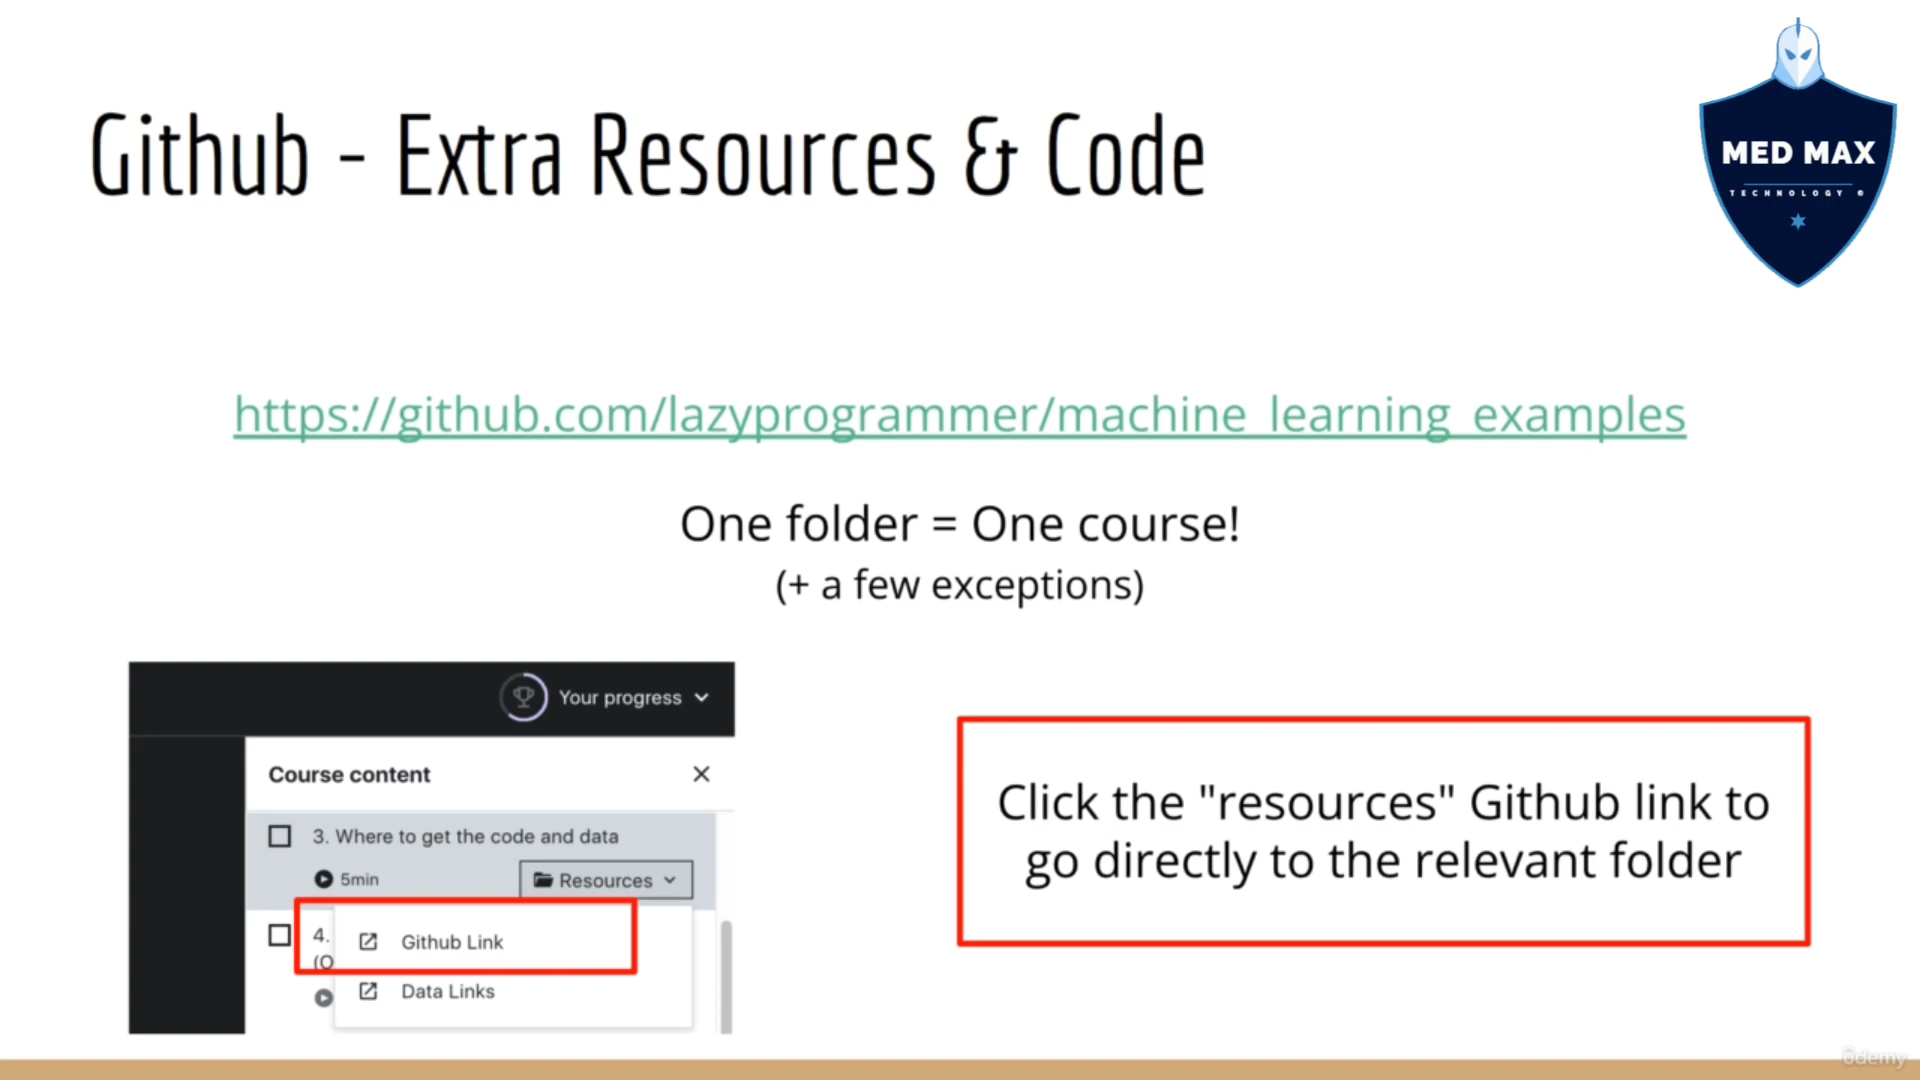 Github - Extra Resources & Code
MED MAX
TECHNOLOGY ®
https://github.com/lazyprogrammer/machine_learning_examples
One folder = One course!
(+ a few exceptions)
Your progress
Course content
3. Where to get the code and data
5min
Resources
4.
(O
Github Link
Data Links
Click the "resources" Github link to
go directly to the relevant folder
ûdemy